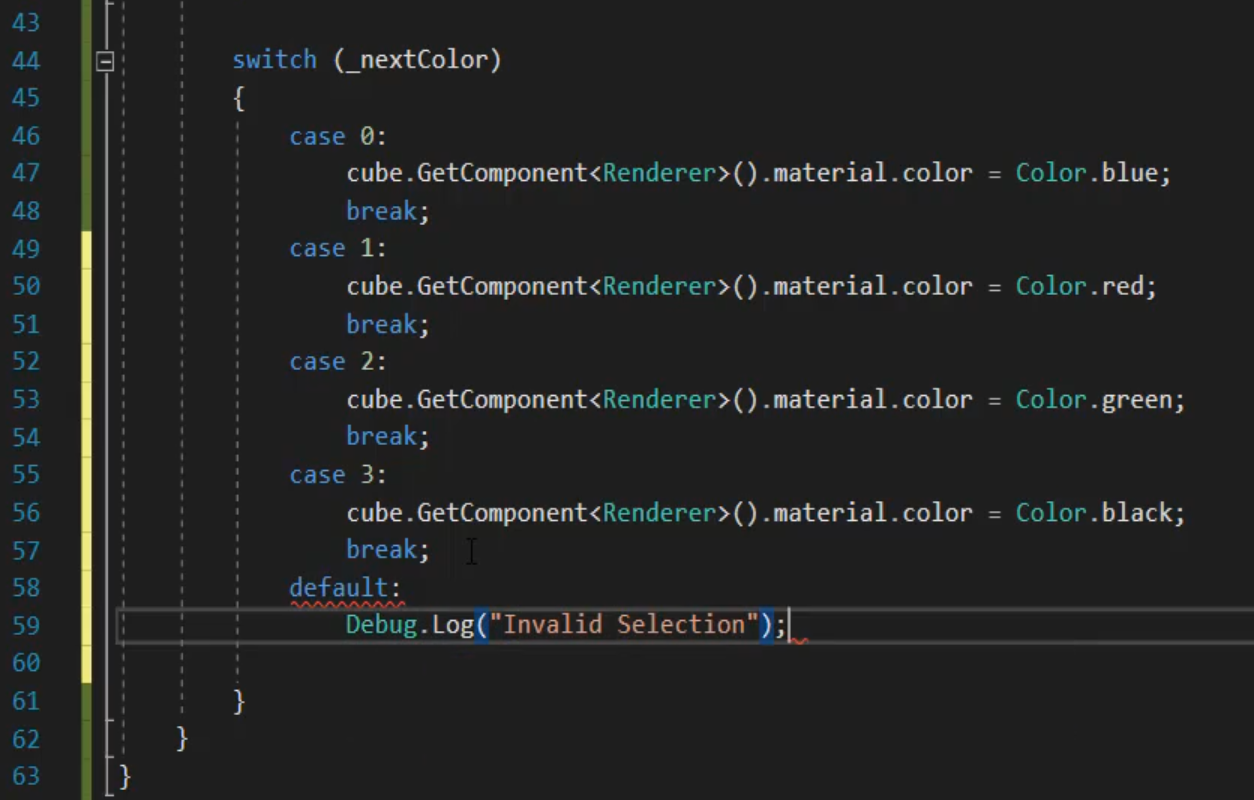 43
44 switch (_nextColor)
45 {
46 case 0:
47 cube.GetComponent<Renderer>().material.color = Color.blue;
48 break;
49 case 1:
50 cube.GetComponent<Renderer>().material.color = Color.red;
51 break;
52 case 2:
53 cube.GetComponent<Renderer>().material.color = Color.green;
54 break;
55 case 3:
56 cube.GetComponent<Renderer>().material.color = Color.black;
57 break;
58 default:
59 Debug.Log("Invalid Selection");
60
61 }
62 }
63 }